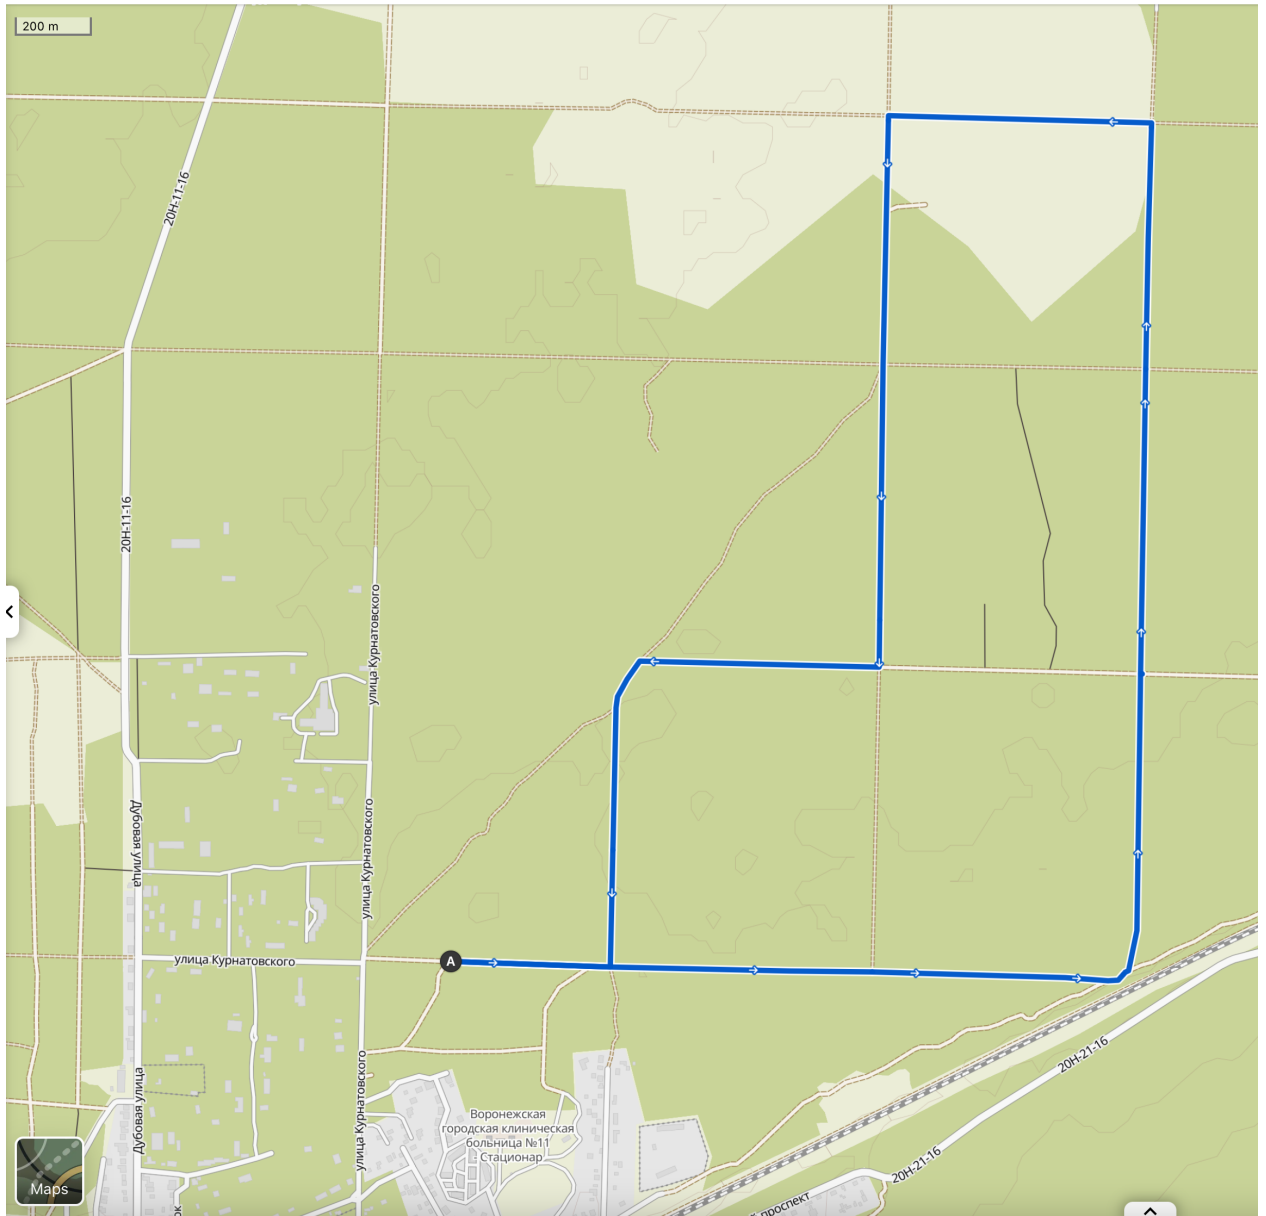 200 m
20Н-11-16
20Н-11-16
улица Курнатовского
Дубовая улица
улица Курнатовского
улица Курнатовского
A
20Н-21-16
Дубовая улица
улица Курнатовского
Воронежская
городская клиническая
больница №11
Стационар
20Н-21-16
проспект
Maps